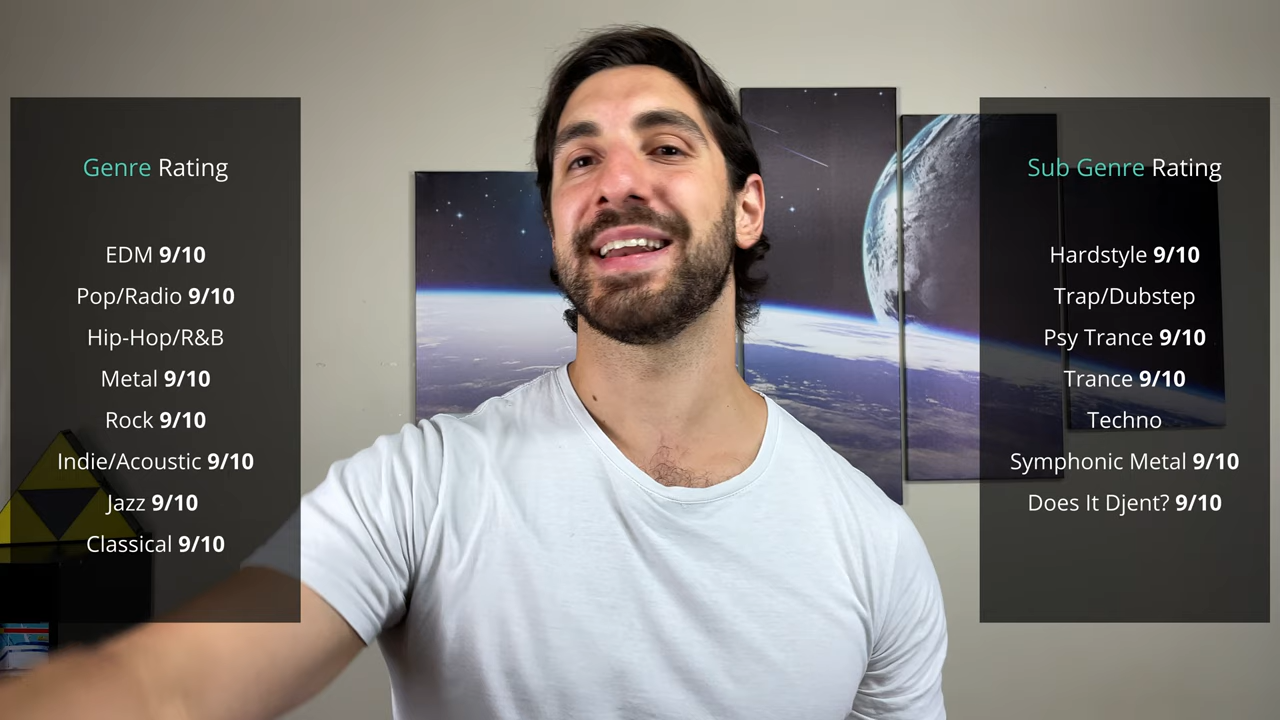 Genre Rating
EDM 9/10
Pop/Radio 9/10
Hip-Hop/R&B
Metal 9/10
Rock 9/10
Indie/Acoustic 9/10
Jazz 9/10
Classical 9/10
Sub Genre Rating
Hardstyle 9/10
Trap/Dubstep
Psy Trance 9/10
Trance 9/10
Techno
Symphonic Metal 9/10
Does It Djent? 9/10